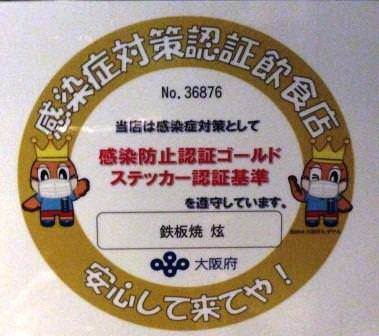 感染症対策認証飲食店
No.36876
当店は感染症対策として
感染防止認証ゴールド
ステッカー認証基準
を遵守しています。
鉄板焼 炫
大阪府
安心して来てや！